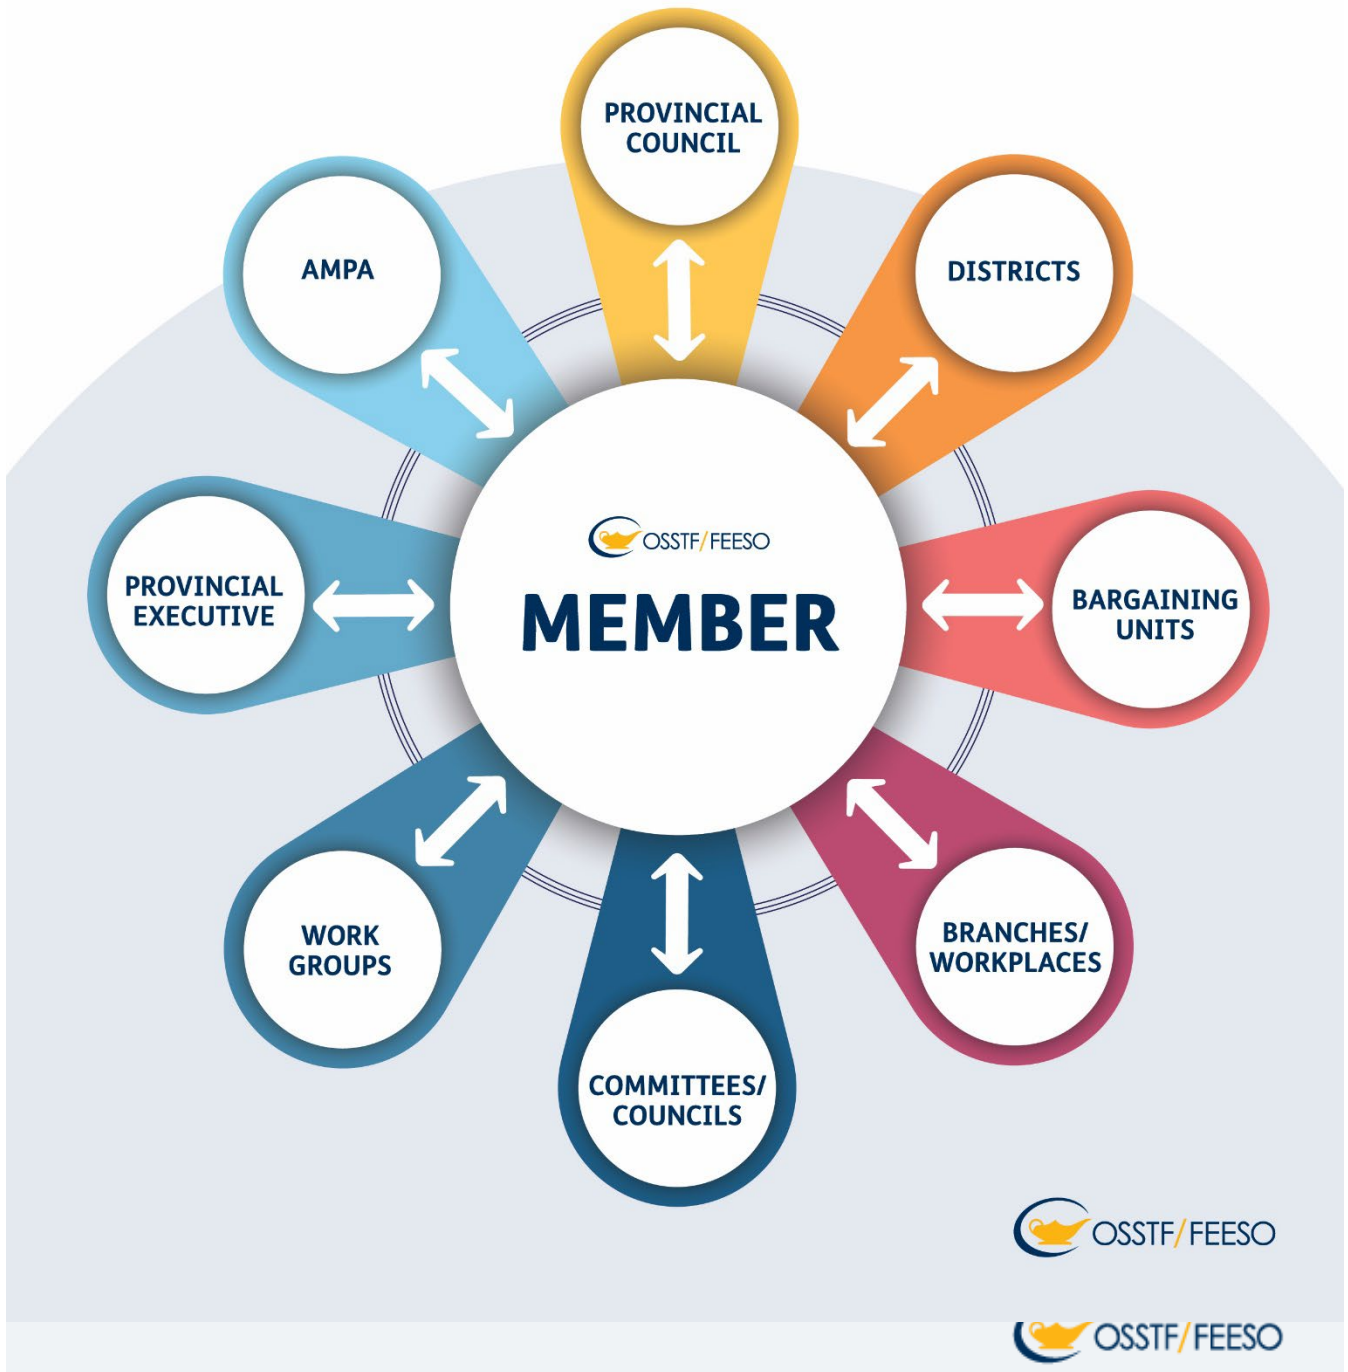 PROVINCIAL
COUNCIL
AMPA
DISTRICTS
OSSTF/FEESO
MEMBER
PROVINCIAL
EXECUTIVE
BARGAINING
UNITS
WORK
GROUPS
BRANCHES/
WORKPLACES
COMMITTEES/
COUNCILS
OSSTF/FEESO
OSSTF/FEESO